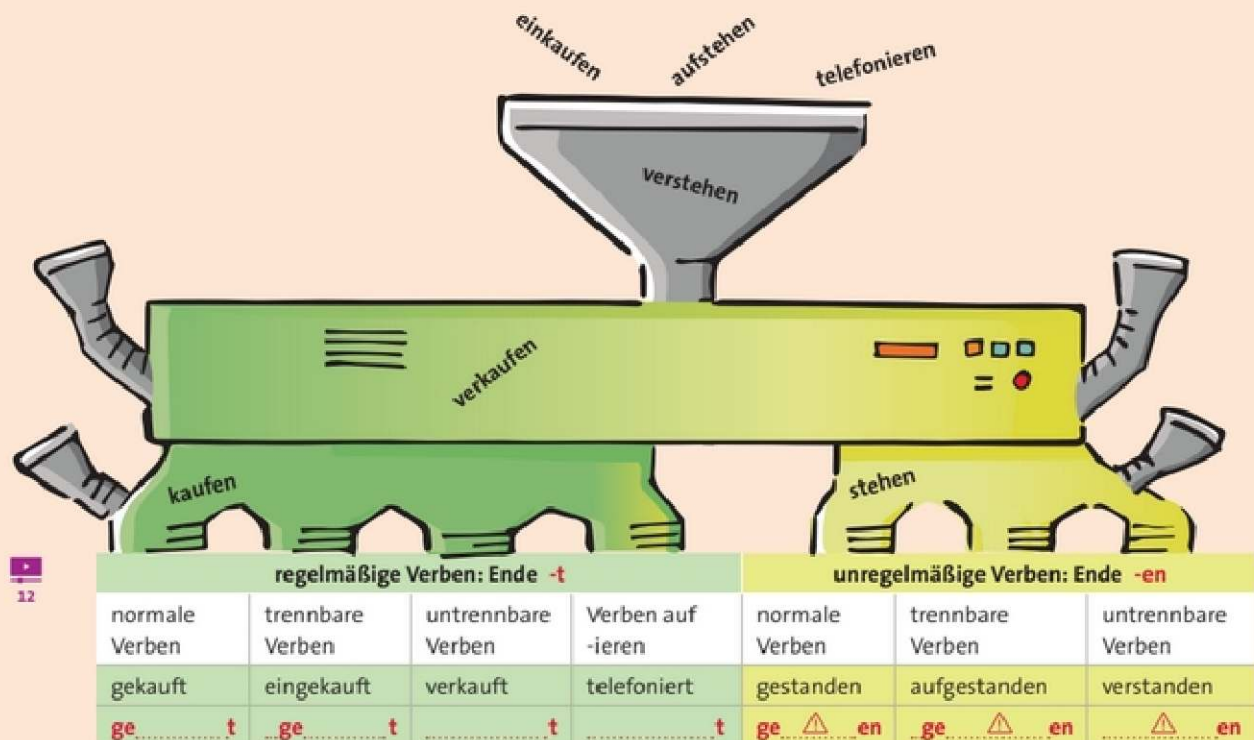 einkaufen
aufstehen
telefonieren
verstehen
verkaufen
kaufen
stehen
12
regelmäßige Verben: Ende -t
unregelmäßige Verben: Ende -en
normale Verben
trennbare Verben
untrennbare Verben
Verben auf -ieren
normale Verben
trennbare Verben
untrennbare Verben
gekauft
eingekauft
verkauft
telefoniert
gestanden
aufgestanden
verstanden
ge..............t
...ge...........t
..................t
..................t
ge...⚠...en
...ge...⚠...en
...⚠...en